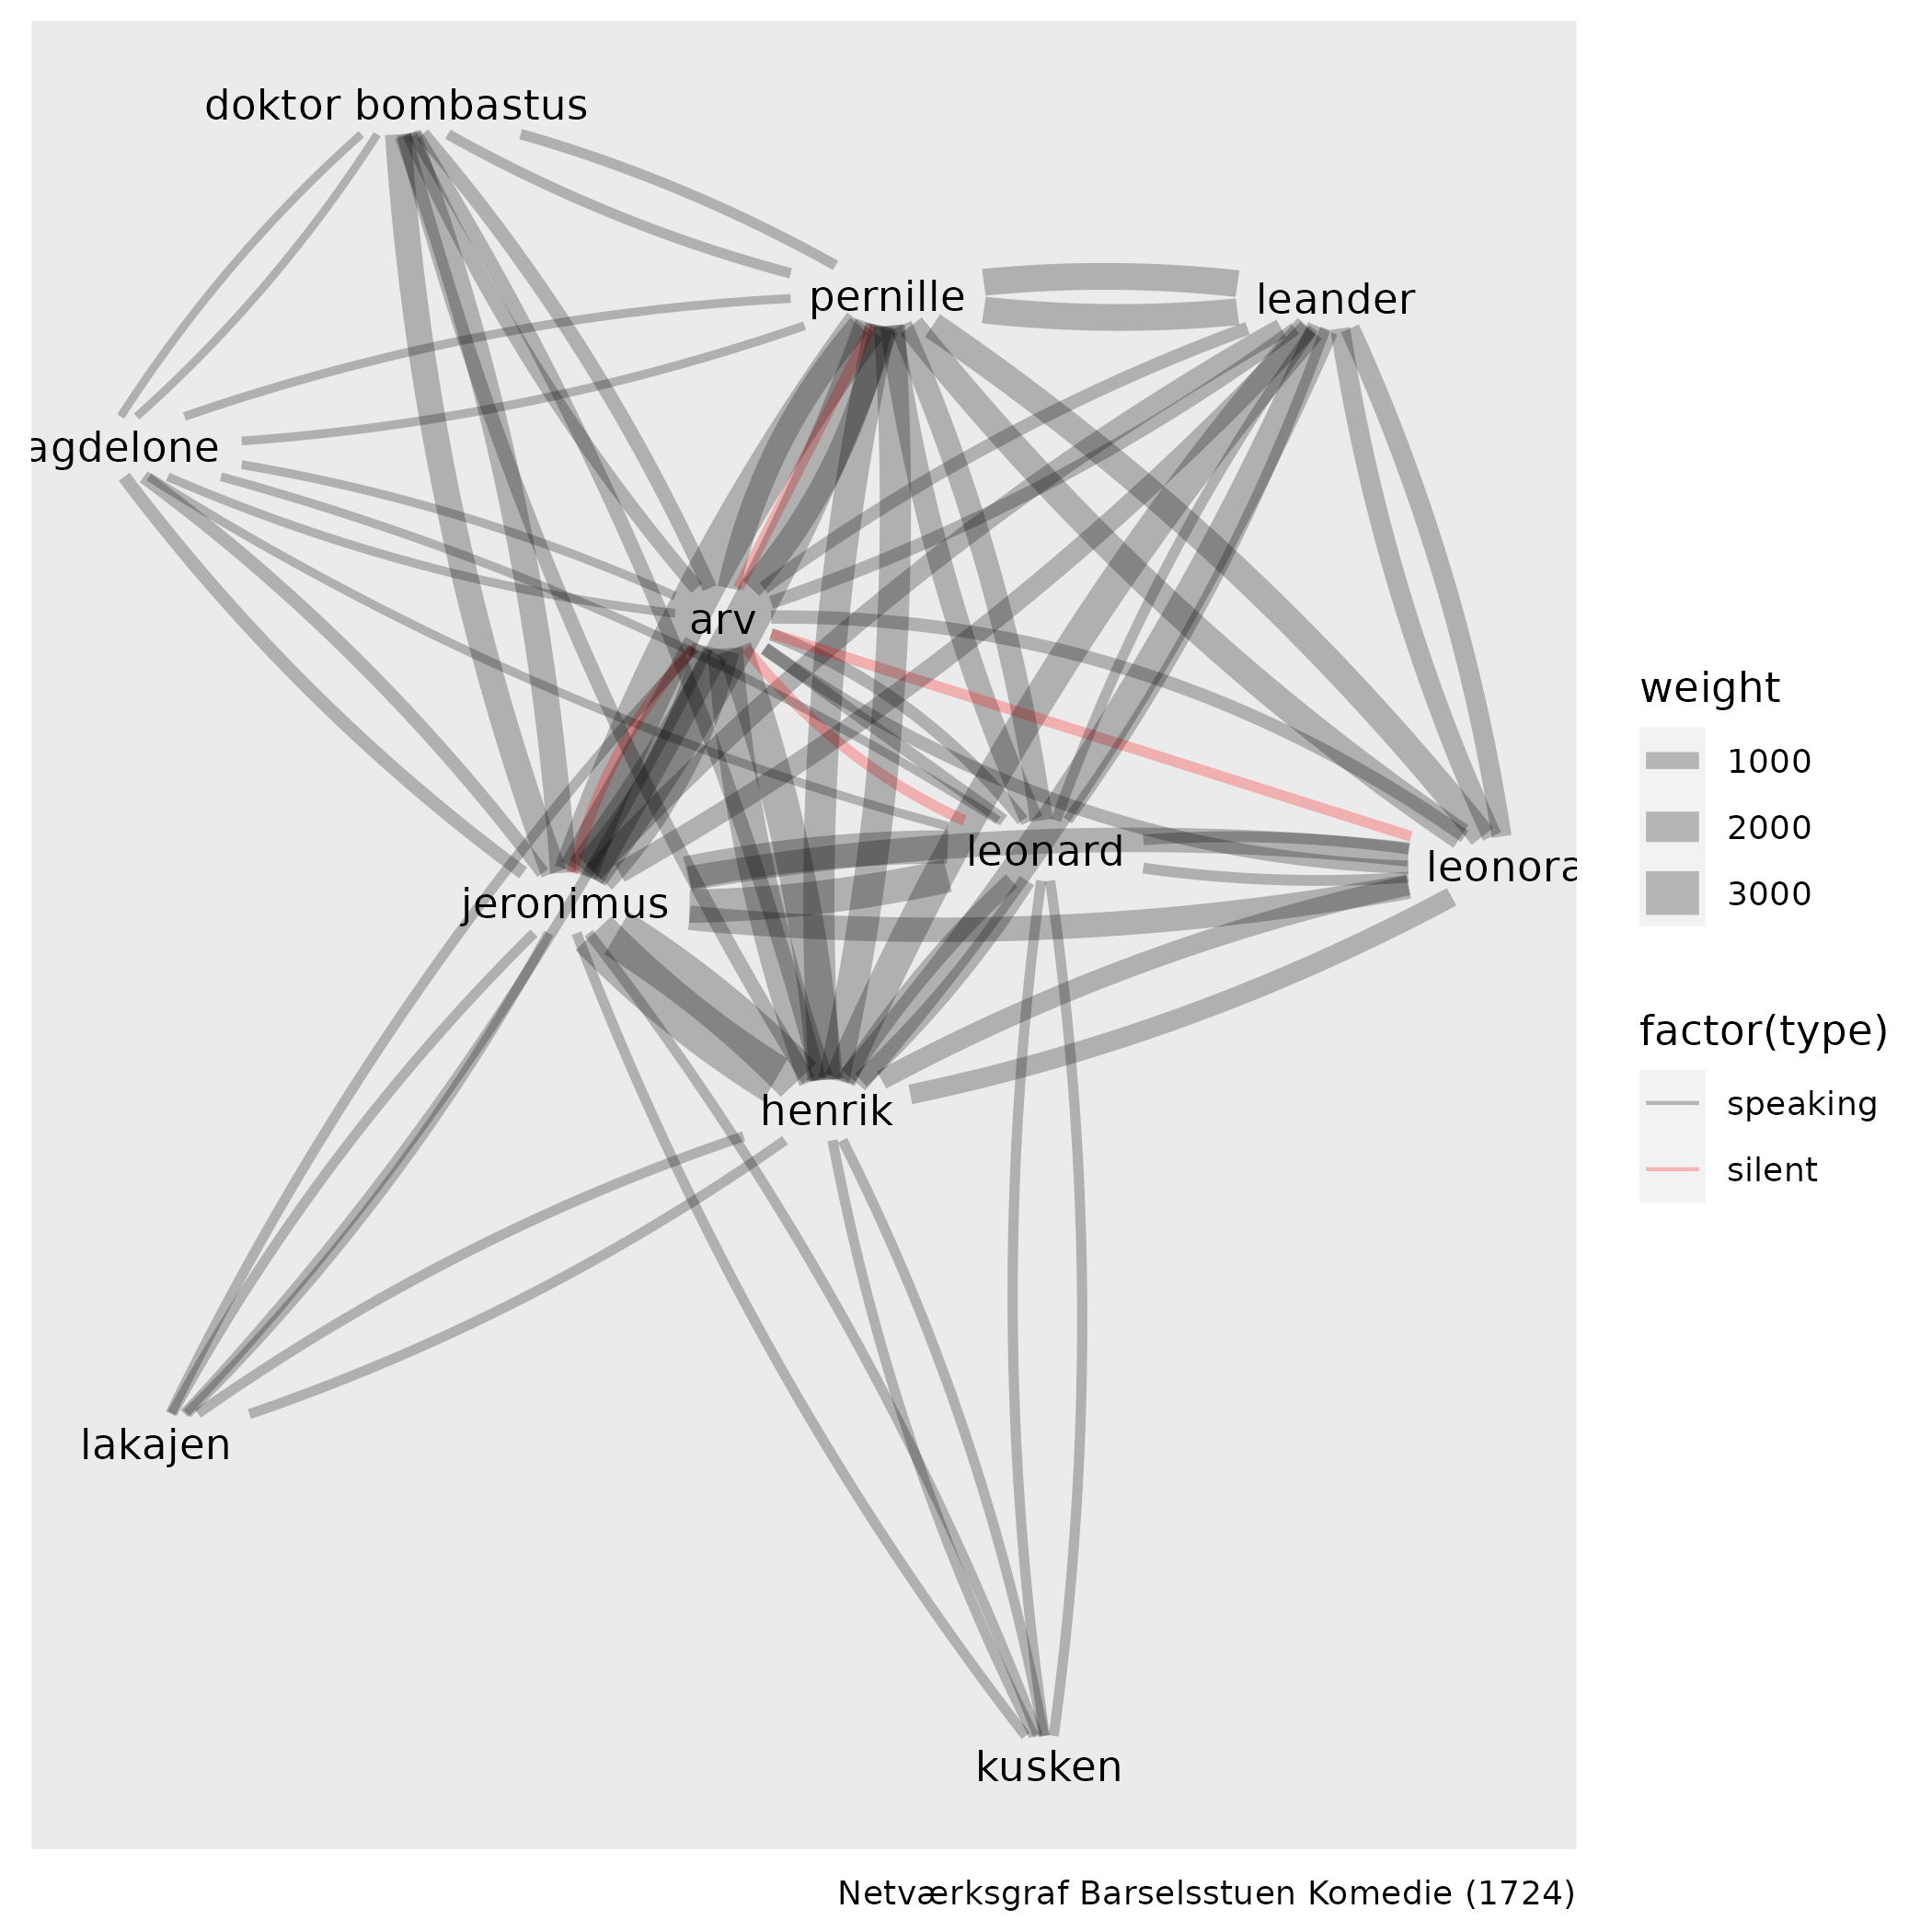 doktor bombastus
pernille
leander
agdelone
arv
leonard
leonora
jeronimus
henrik
lakajen
kusken
weight
1000
2000
3000
factor(type)
speaking
silent
Netværksgraf Barselsstuen Komedie (1724)